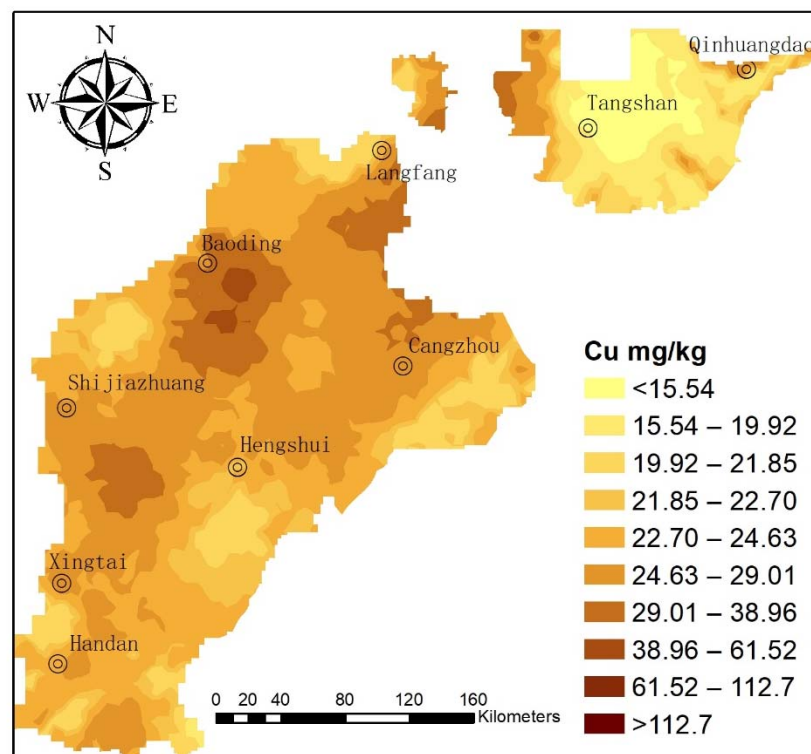 N
W
E
S
Qinhuangdao
Tangshan
Langfang
Baoding
Cangzhou
Shijiazhuang
Hengshui
Xingtai
Handan
Cu mg/kg
<15.54
15.54 – 19.92
19.92 – 21.85
21.85 – 22.70
22.70 – 24.63
24.63 – 29.01
29.01 – 38.96
38.96 – 61.52
61.52 – 112.7
>112.7
0 20 40 80 120 160
Kilometers